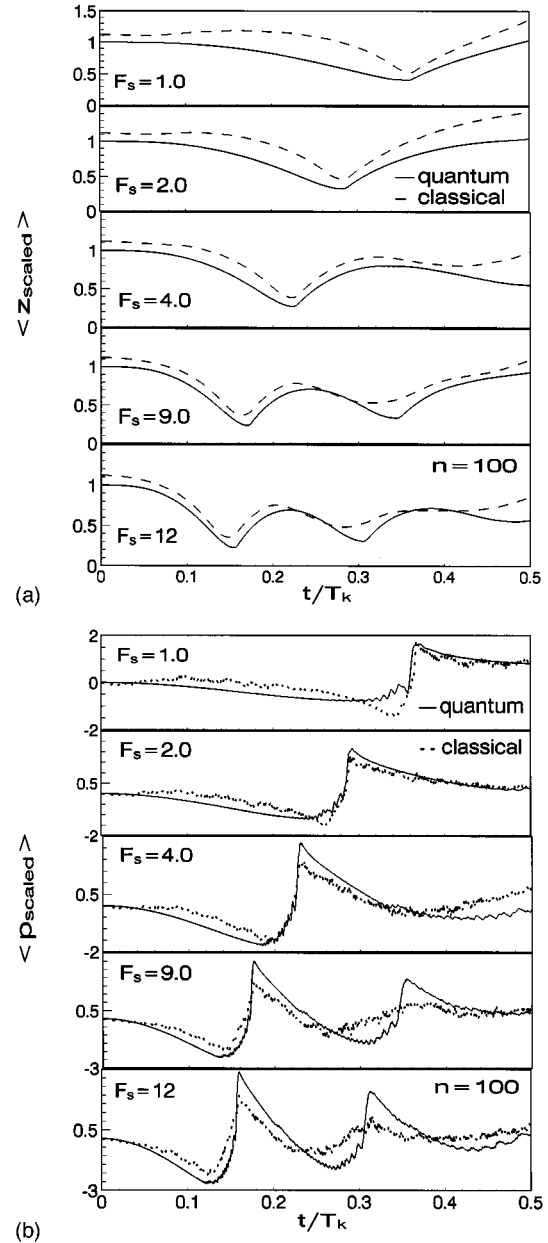 1.5
1
0.5
0
F_s = 1.0
1.5
1
0.5
0
F_s = 2.0
quantum
classical
1
0.5
0
F_s = 4.0
1
0.5
0
F_s = 9.0
1
0.5
0
n = 100
F_s = 12
< z_scaled >
0 0.1 0.2 0.3 0.4 0.5
t/T_k
(a)
2
0
-2
F_s = 1.0
quantum
0.5
-2
F_s = 2.0
classical
0.5
-2
F_s = 4.0
0.5
-3
F_s = 9.0
0.5
-3
F_s = 12
n = 100
< p_scaled >
0 0.1 0.2 0.3 0.4 0.5
t/T_k
(b)